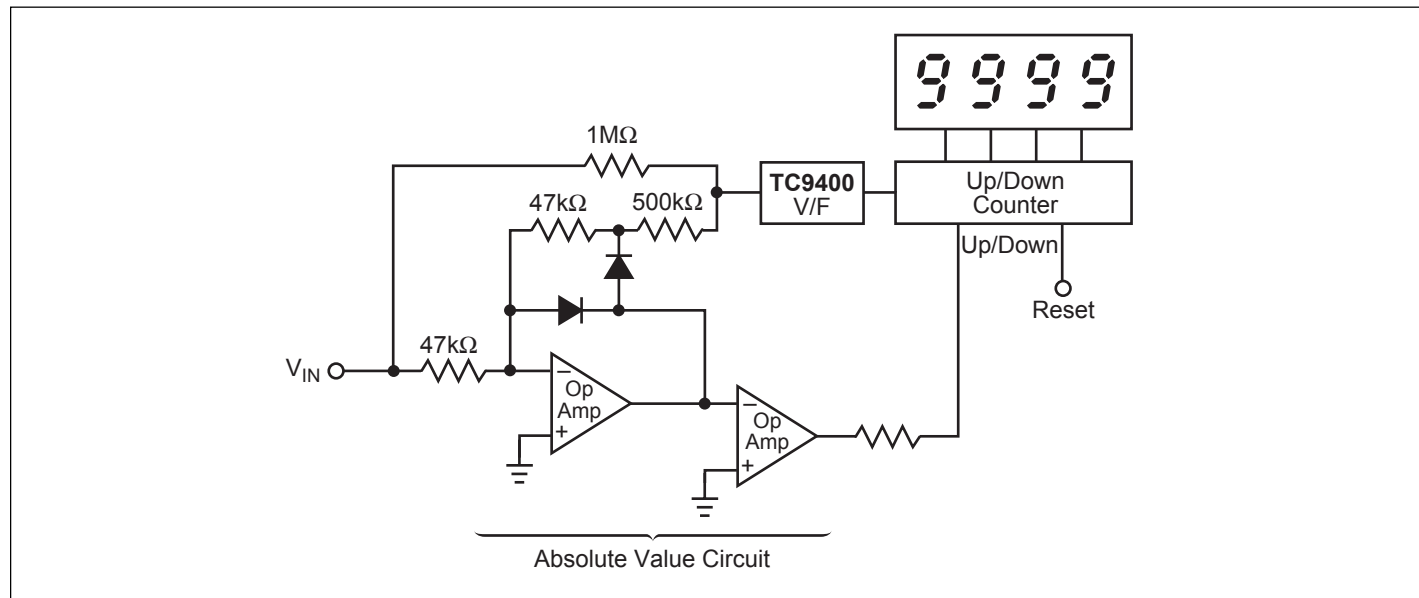 9999
1MΩ
TC9400
V/F
Up/Down
Counter
47kΩ
500kΩ
Up/Down
Reset
47kΩ
VIN
−
Op
Amp
+
−
Op
Amp
+
Absolute Value Circuit